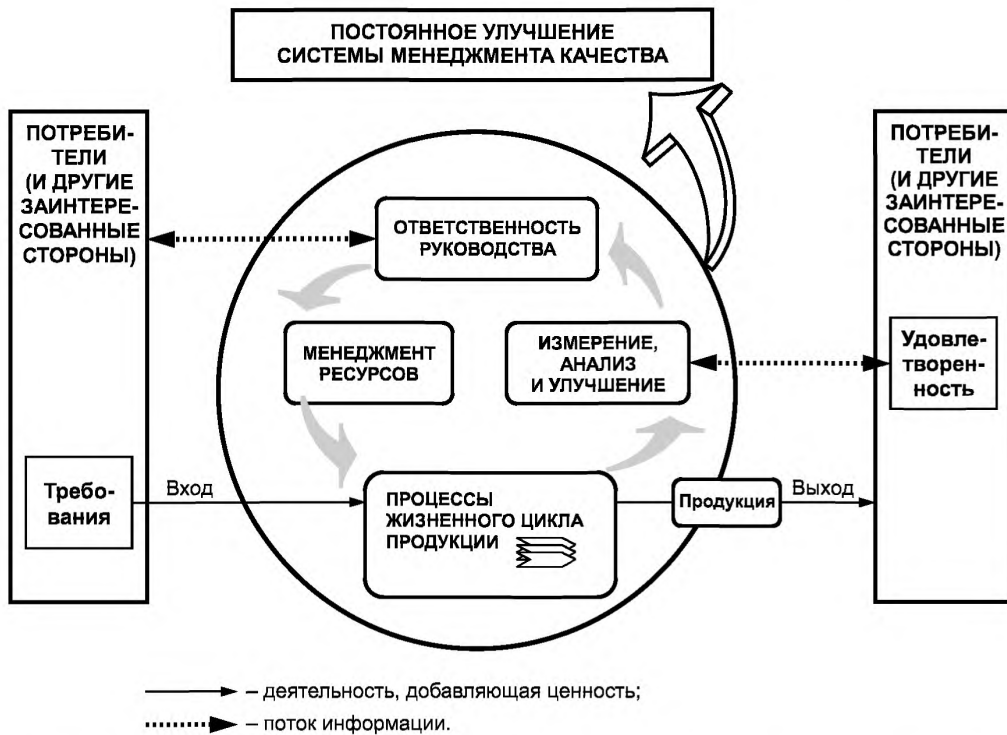 ПОСТОЯННОЕ УЛУЧШЕНИЕ
СИСТЕМЫ МЕНЕДЖМЕНТА КАЧЕСТВА
ПОТРЕБИ-
ТЕЛИ
(И ДРУГИЕ
ЗАИНТЕРЕ-
СОВАННЫЕ
СТОРОНЫ)
ПОТРЕБИ-
ТЕЛИ
(И ДРУГИЕ
ЗАИНТЕРЕ-
СОВАННЫЕ
СТОРОНЫ)
ОТВЕТСТВЕННОСТЬ
РУКОВОДСТВА
МЕНЕДЖМЕНТ
РЕСУРСОВ
ИЗМЕРЕНИЕ,
АНАЛИЗ
И УЛУЧШЕНИЕ
Удовле-
творен-
ность
Требо-
вания
Вход
ПРОЦЕССЫ
ЖИЗНЕННОГО ЦИКЛА
ПРОДУКЦИИ
Продукция
Выход
– деятельность, добавляющая ценность;
– поток информации.